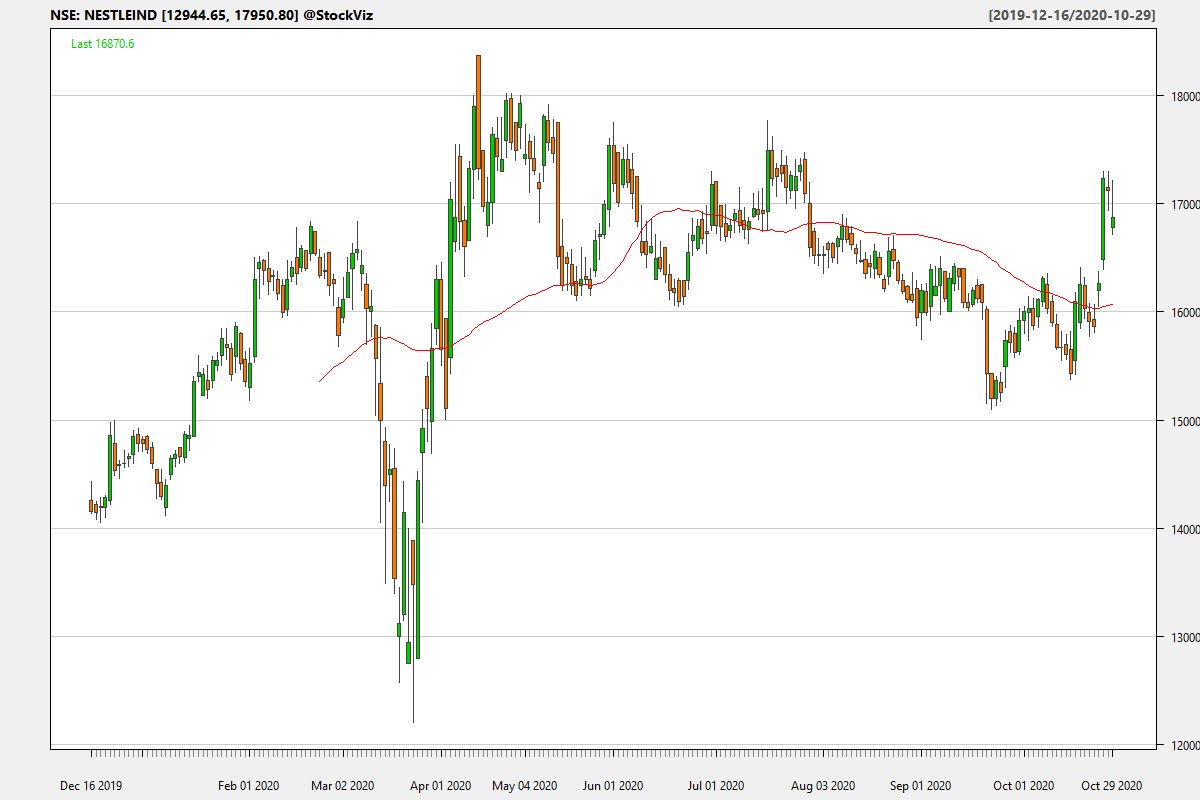 NSE: NESTLEIND [12944.65, 17950.80] @StockViz
[2019-12-16/2020-10-29]
Last 16870.6
18000
17000
16000
15000
14000
13000
12000
Dec 16 2019
Feb 01 2020
Mar 02 2020
Apr 01 2020
May 04 2020
Jun 01 2020
Jul 01 2020
Aug 03 2020
Sep 01 2020
Oct 01 2020
Oct 29 2020